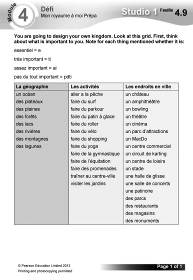 Module
4
Défi
Mon royaume à moi Prépa
Studio 1
Feuille
4.9
You are going to design your own kingdom. Look at this grid. First, think
about what is important to you. Note for each thing mentioned whether it is:
essentiel = e
très important = ti
assez important = ai
pas du tout important = pdti
La géographie Les activités Les endroits en ville
un océan aller à la pêche un château
des plateaux faire du surf un amphithéâtre
des plaines faire du parkour un bowling
des forêts faire du patin à glace un théâtre
des lacs faire du roller un cinéma
des rivières faire du vélo un parc d'attractions
des montagnes faire du cheval un MacDo
des lagunes faire du canoë un centre commercial
faire du yoga un circuit de karting
faire de la gymnastique un centre de loisirs
faire de l'équitation un stade
faire des promenades une halle de glisse
traîner au centre-ville une salle de concerts
visiter les jardins une patinoire
des parcs
des restaurants
des magasins
des monuments
© Pearson Education Limited 2013
Printing and photocopying permitted
Page 1 of 1